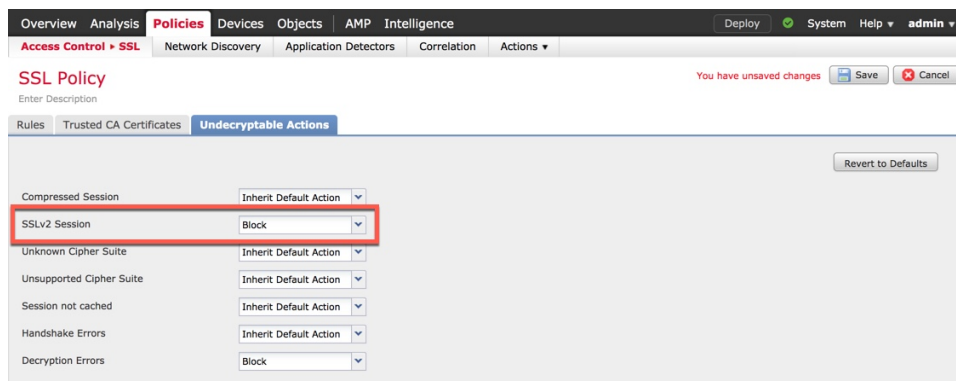 Overview Analysis Policies Devices Objects AMP Intelligence Deploy System Help admin
Access Control ▸ SSL Network Discovery Application Detectors Correlation Actions
SSL Policy You have unsaved changes Save Cancel
Enter Description
Rules Trusted CA Certificates Undecryptable Actions
Revert to Defaults
Compressed Session Inherit Default Action
SSLv2 Session Block
Unknown Cipher Suite Inherit Default Action
Unsupported Cipher Suite Inherit Default Action
Session not cached Inherit Default Action
Handshake Errors Inherit Default Action
Decryption Errors Block